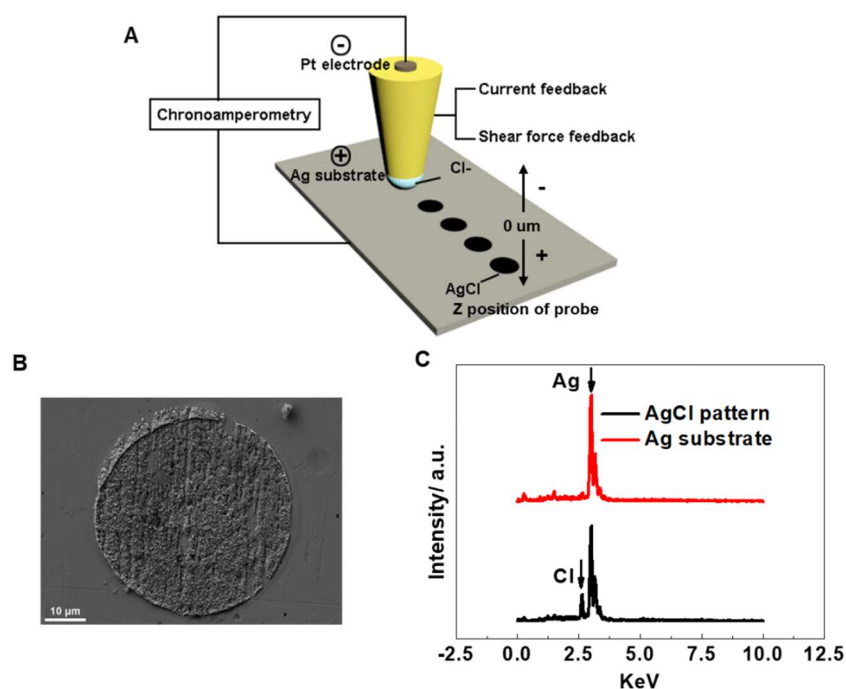 A
-
Pt electrode
Current feedback
Chronoamperometry
Shear force feedback
+
Ag substrate
Cl-
-
0 um
+
AgCl
Z position of probe
B
10 µm
C
Ag
AgCl pattern
Ag substrate
Cl
Intensity/ a.u.
-2.5 0.0 2.5 5.0 7.5 10.0 12.5
KeV